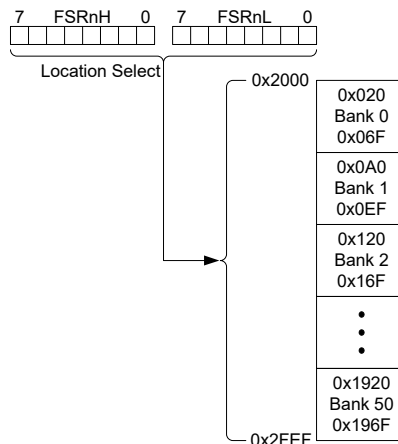 7 FSRnH 0 7 FSRnL 0
Location Select
0x2000
0x020
Bank 0
0x06F
0x0A0
Bank 1
0x0EF
0x120
Bank 2
0x16F
0x1920
Bank 50
0x196F
0x2FEF